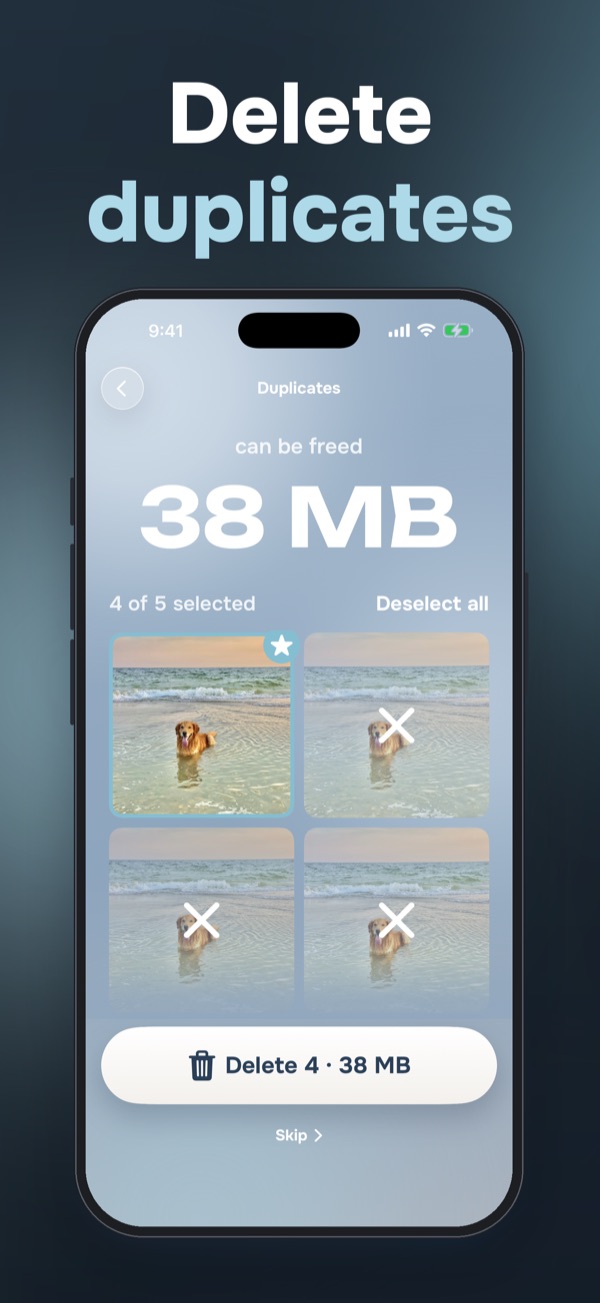 Delete
duplicates
9:41
Duplicates
can be freed
38 MB
4 of 5 selected
Deselect all
Delete 4 · 38 MB
Skip